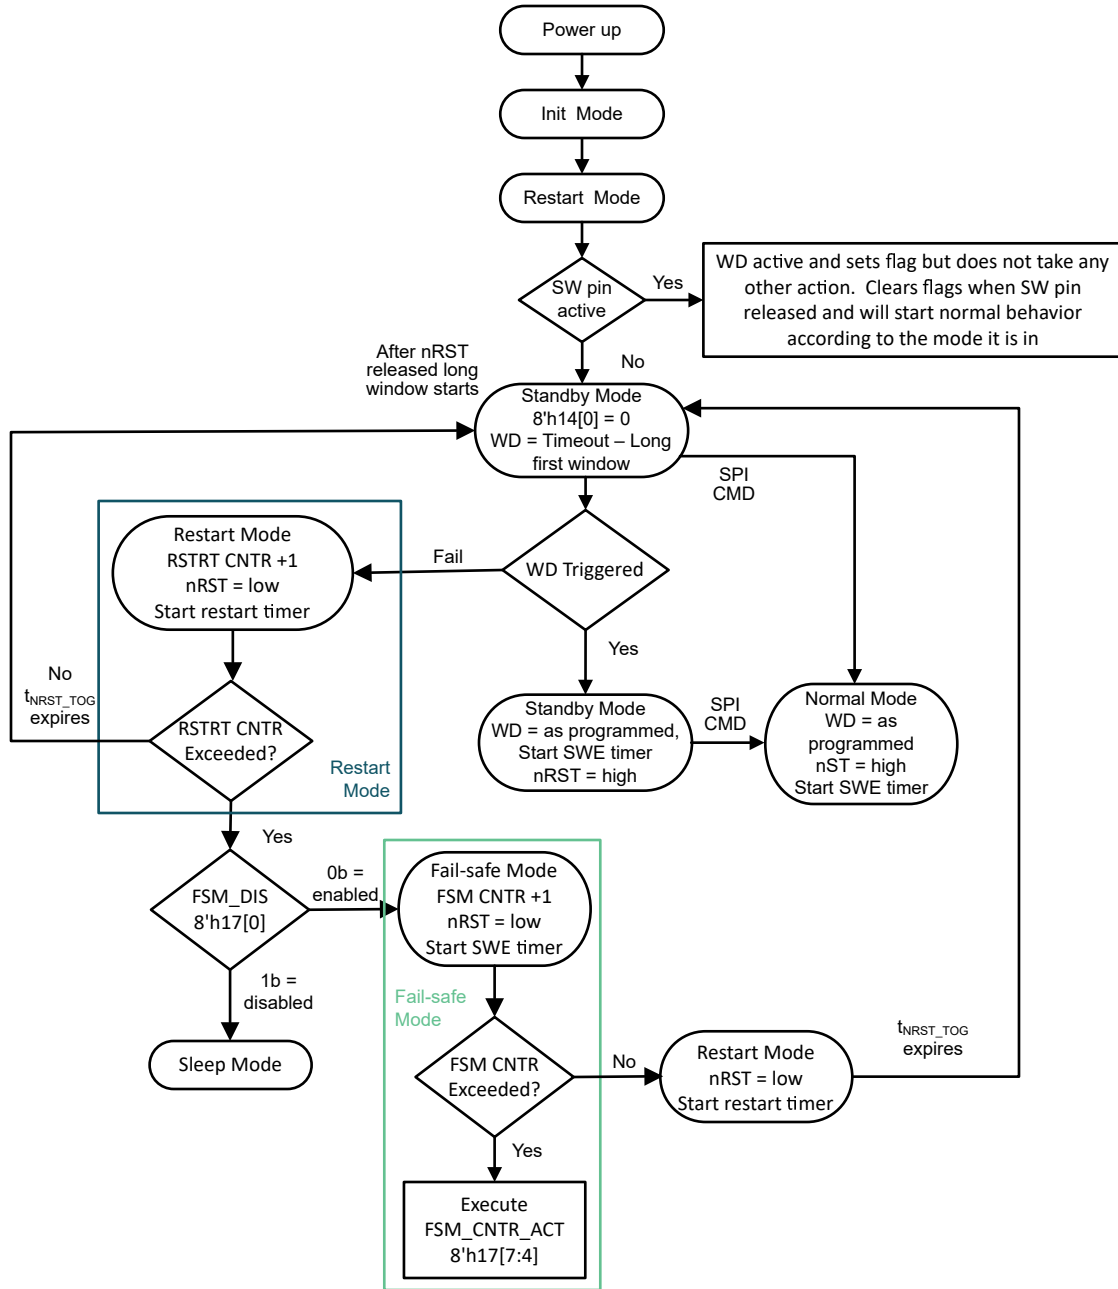 Power up
Init Mode
Restart Mode
SW pin
active
Yes
WD active and sets flag but does not take any
other action. Clears flags when SW pin
released and will start normal behavior
according to the mode it is in
No
After nRST
released long
window starts
Standby Mode
8'h14[0] = 0
WD = Timeout – Long
first window
SPI
CMD
Restart Mode
RSTRT CNTR +1
nRST = low
Start restart timer
Fail
WD Triggered
Yes
No
tNRST_TOG
expires
RSTRT CNTR
Exceeded?
Restart
Mode
Standby Mode
WD = as programmed,
Start SWE timer
nRST = high
SPI
CMD
Normal Mode
WD = as
programmed
nST = high
Start SWE timer
Yes
FSM_DIS
8'h17[0]
0b =
enabled
Fail-safe Mode
FSM CNTR +1
nRST = low
Start SWE timer
1b =
disabled
Sleep Mode
Fail-safe
Mode
FSM CNTR
Exceeded?
No
Restart Mode
nRST = low
Start restart timer
tNRST_TOG
expires
Yes
Execute
FSM_CNTR_ACT
8'h17[7:4]